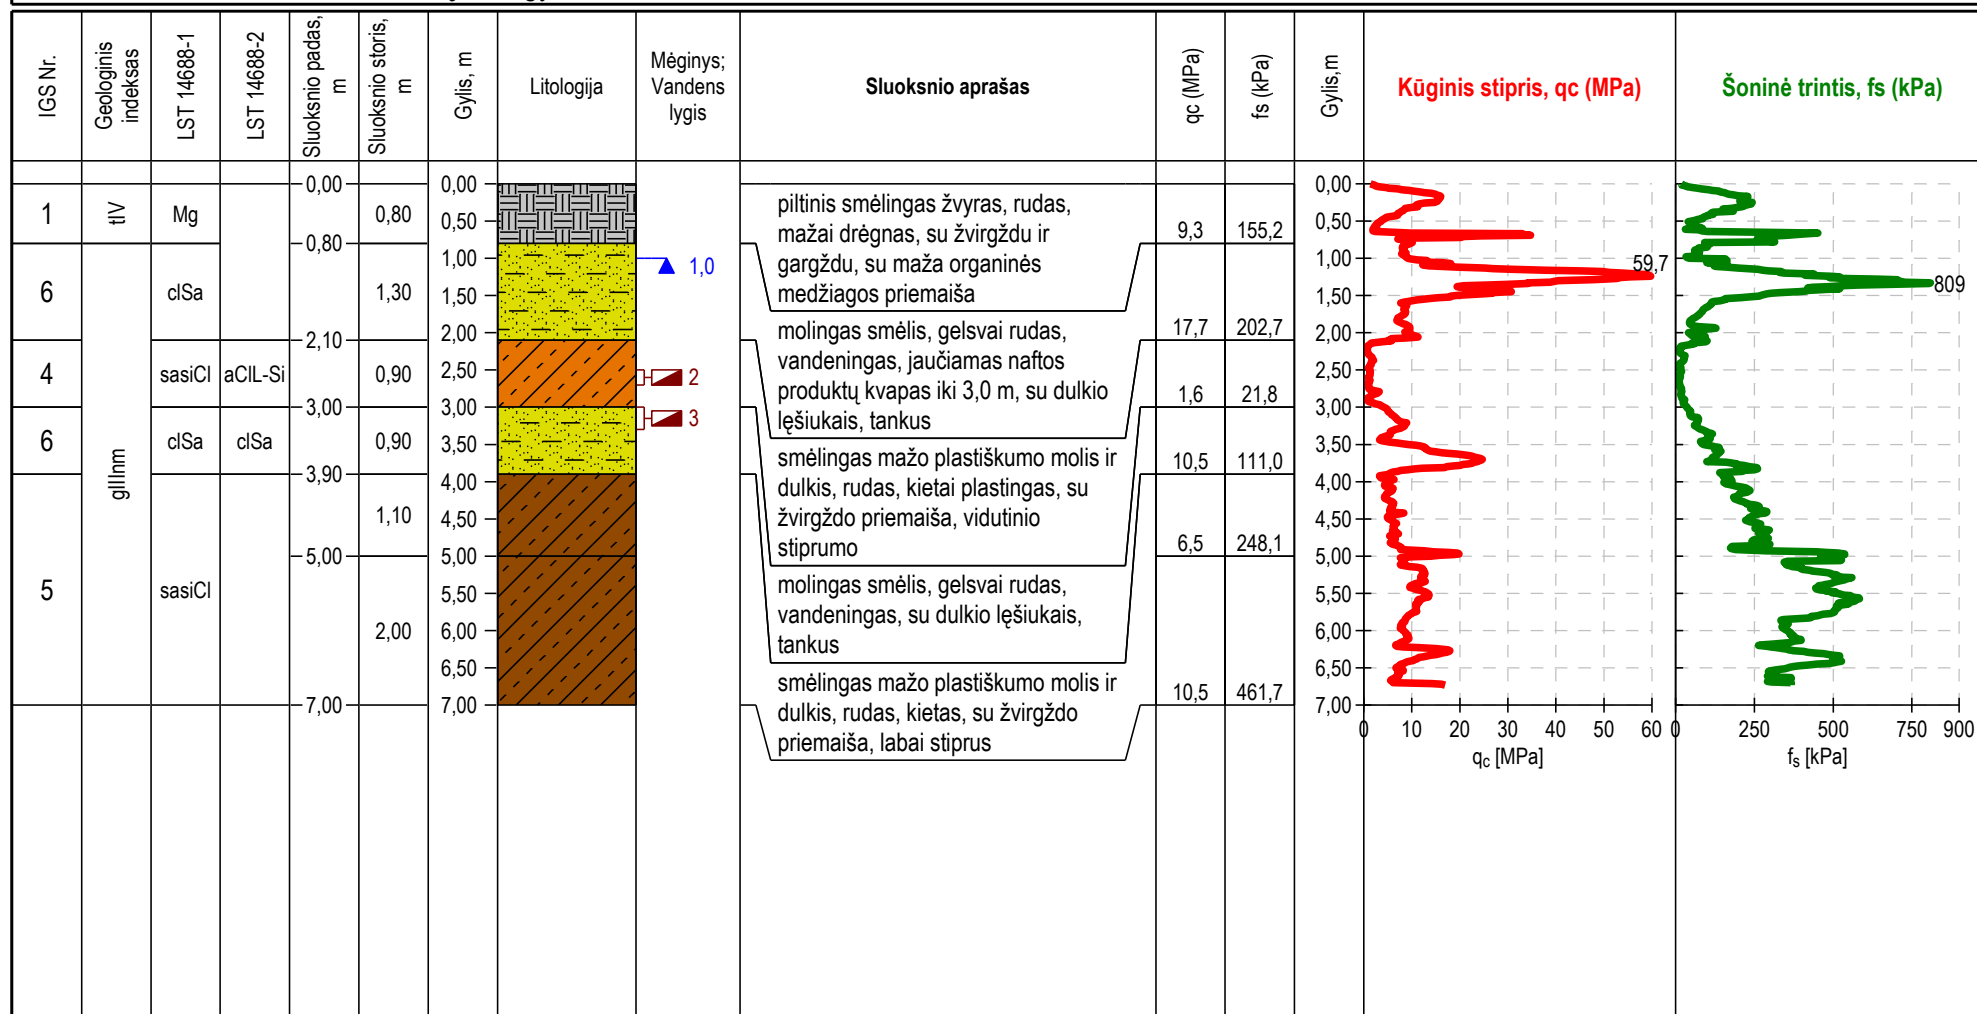 IGS Nr.
Geologinis
indeksas
LST 14688-1
LST 14688-2
Sluoksnio padas,
m
Sluoksnio storis,
m
Gylis, m
Litologija
Mėginys;
Vandens
lygis
Sluoksnio aprašas
qc (MPa)
fs (kPa)
Gylis,m
Kūginis stipris, qc (MPa)
Šoninė trintis, fs (kPa)
1
6
4
6
5
tIV
gIInm
Mg
clSa
sasiCl
clSa
sasiCl
aClL-Si
clSa
0,00
0,80
2,10
3,00
3,90
5,00
7,00
0,80
1,30
0,90
0,90
1,10
2,00
0,00
0,50
1,00
1,50
2,00
2,50
3,00
3,50
4,00
4,50
5,00
5,50
6,00
6,50
7,00
1,0
2
3
piltinis smėlingas žvyras, rudas,
mažai drėgnas, su žvirgždu ir
gargždu, su maža organinės
medžiagos priemaiša
molingas smėlis, gelsvai rudas,
vandeningas, jaučiamas naftos
produktų kvapas iki 3,0 m, su dulkio
lęšiukais, tankus
smėlingas mažo plastiškumo molis ir
dulkis, rudas, kietai plastingas, su
žvirgždo priemaiša, vidutinio
stiprumo
molingas smėlis, gelsvai rudas,
vandeningas, su dulkio lęšiukais,
tankus
smėlingas mažo plastiškumo molis ir
dulkis, rudas, kietas, su žvirgždo
priemaiša, labai stiprus
9,3 155,2
17,7 202,7
1,6 21,8
10,5 111,0
6,5 248,1
10,5 461,7
0,00
0,50
1,00
1,50
2,00
2,50
3,00
3,50
4,00
4,50
5,00
5,50
6,00
6,50
7,00
59,7
0 10 20 30 40 50 60
qc [MPa]
809
0 250 500 750 900
fs [kPa]